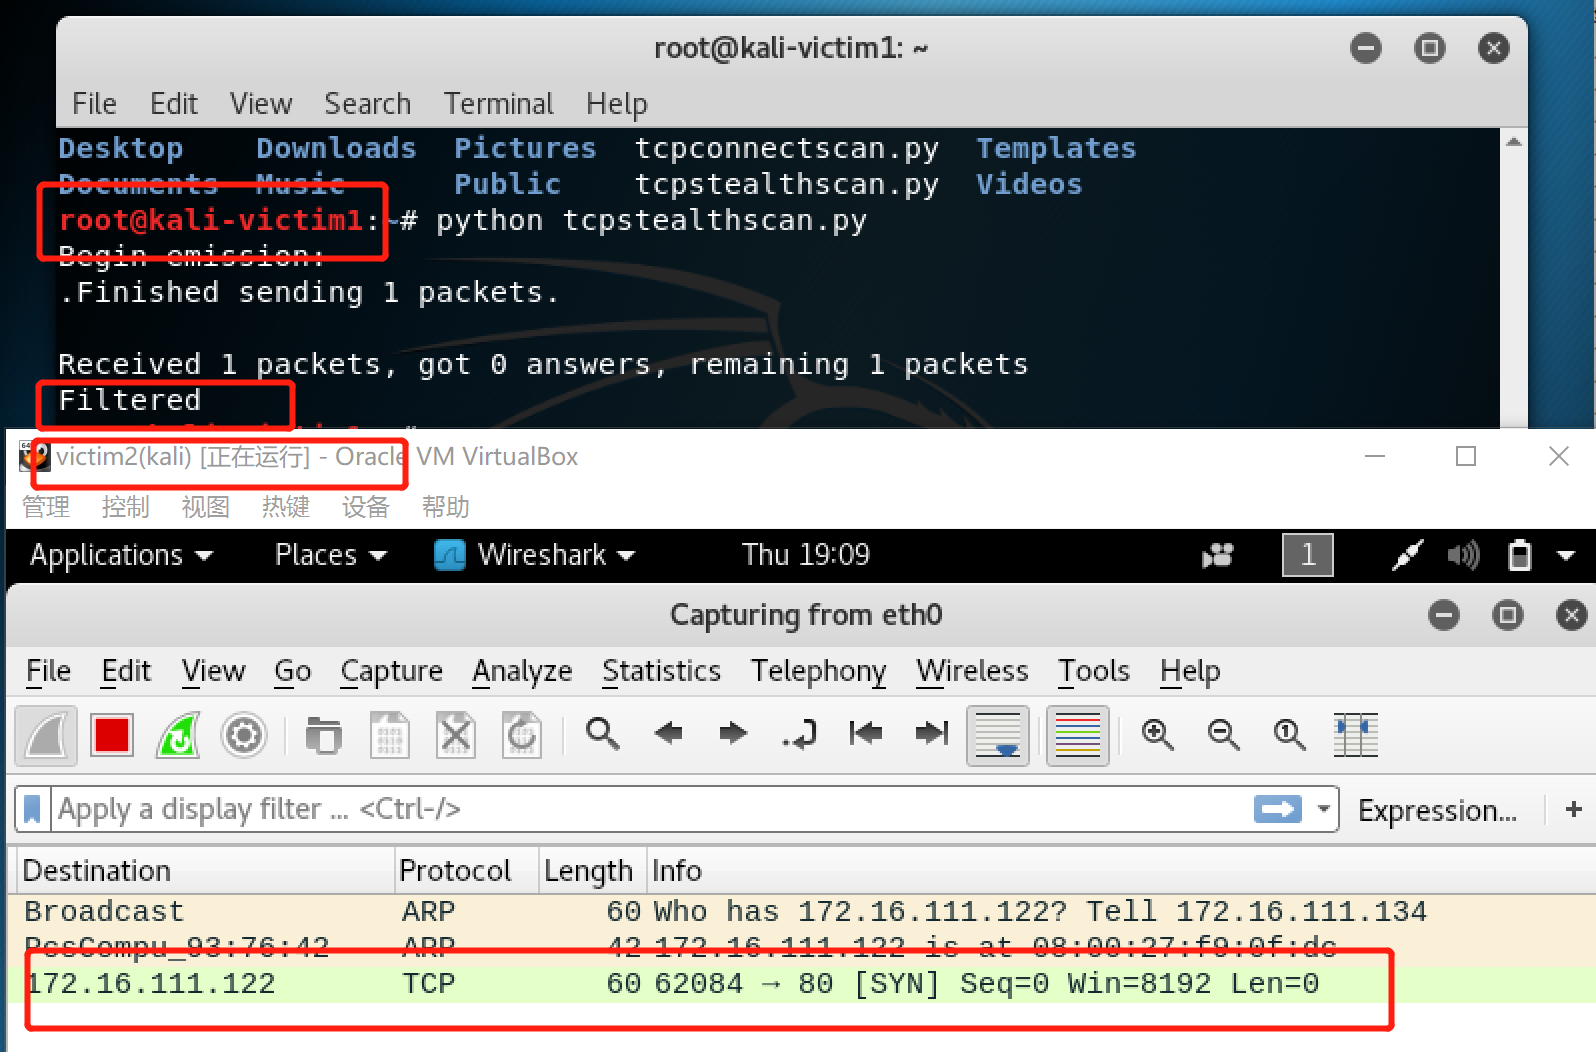 root@kali-victim1: ~
File Edit View Search Terminal Help
Desktop Downloads Pictures tcpconnectscan.py Templates
Documents Music Public tcpstealthscan.py Videos
root@kali-victim1:~# python tcpstealthscan.py
Begin emission:
.Finished sending 1 packets.
Received 1 packets, got 0 answers, remaining 1 packets
Filtered
victim2(kali) [正在运行] - Oracle VM VirtualBox
管理 控制 视图 热键 设备 帮助
Applications Places Wireshark Thu 19:09 1
Capturing from eth0
File Edit View Go Capture Analyze Statistics Telephony Wireless Tools Help
Apply a display filter ... <Ctrl-/> Expression... +
Destination Protocol Length Info
Broadcast ARP 60 Who has 172.16.111.122? Tell 172.16.111.134
PcsCompu_93:76:42 ARP 42 172.16.111.122 is at 08:00:27:f9:0f:dc
172.16.111.122 TCP 60 62084 → 80 [SYN] Seq=0 Win=8192 Len=0